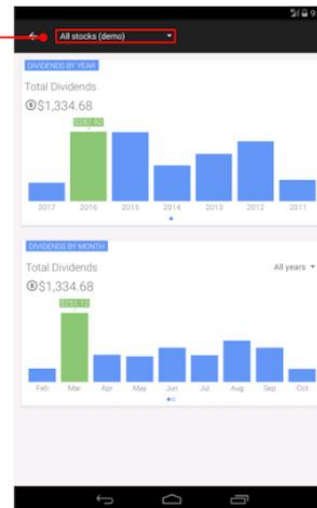 All stocks (demo)
DIVIDENDS BY YEAR
Total Dividends
$1,334.68
2017 2016 2015 2014 2013 2012 2011
DIVIDENDS BY MONTH
Total Dividends
All years
$1,334.68
Feb Mar Apr May Jun Jul Aug Sep Oct